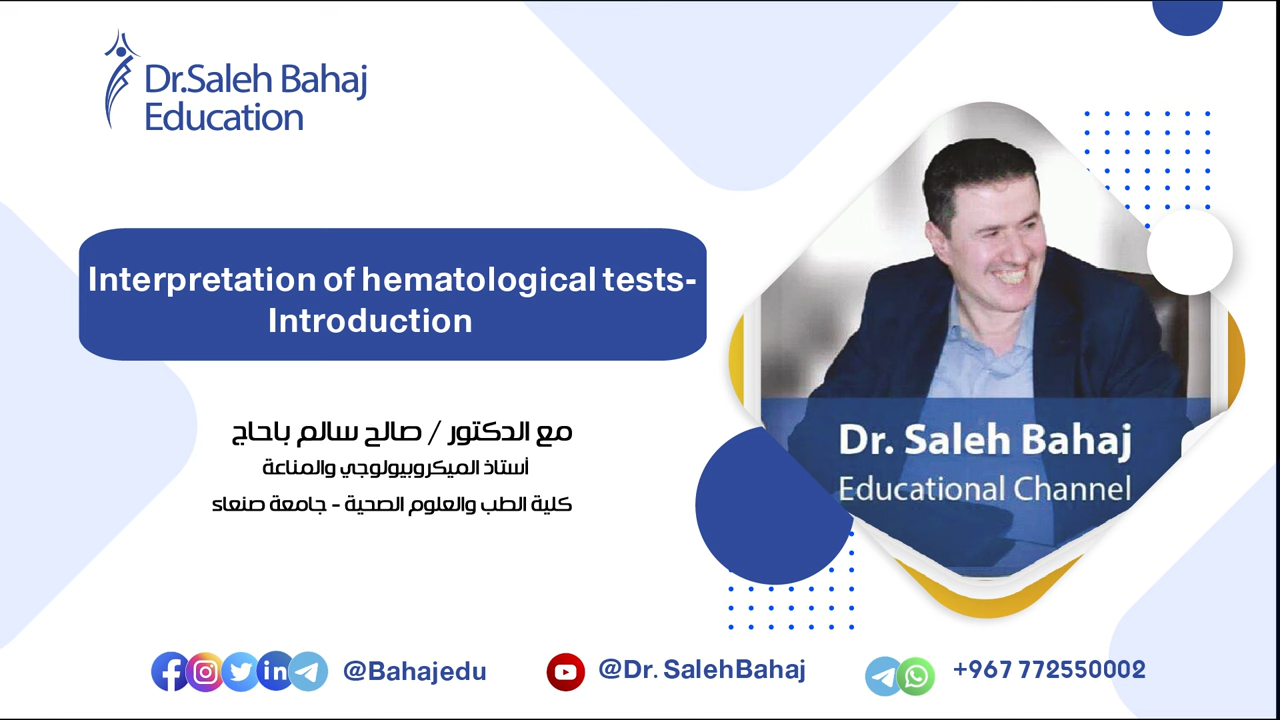 Dr.Saleh Bahaj
Education
Interpretation of hematological tests-
Introduction
مع الدكتور / صالح سالم باحاج
أستاذ الميكروبيولوجي والمناعة
كلية الطب والعلوم الصحية - جامعة صنعاء
Dr. Saleh Bahaj
Educational Channel
@Bahajedu
@Dr. SalehBahaj
+967 772550002